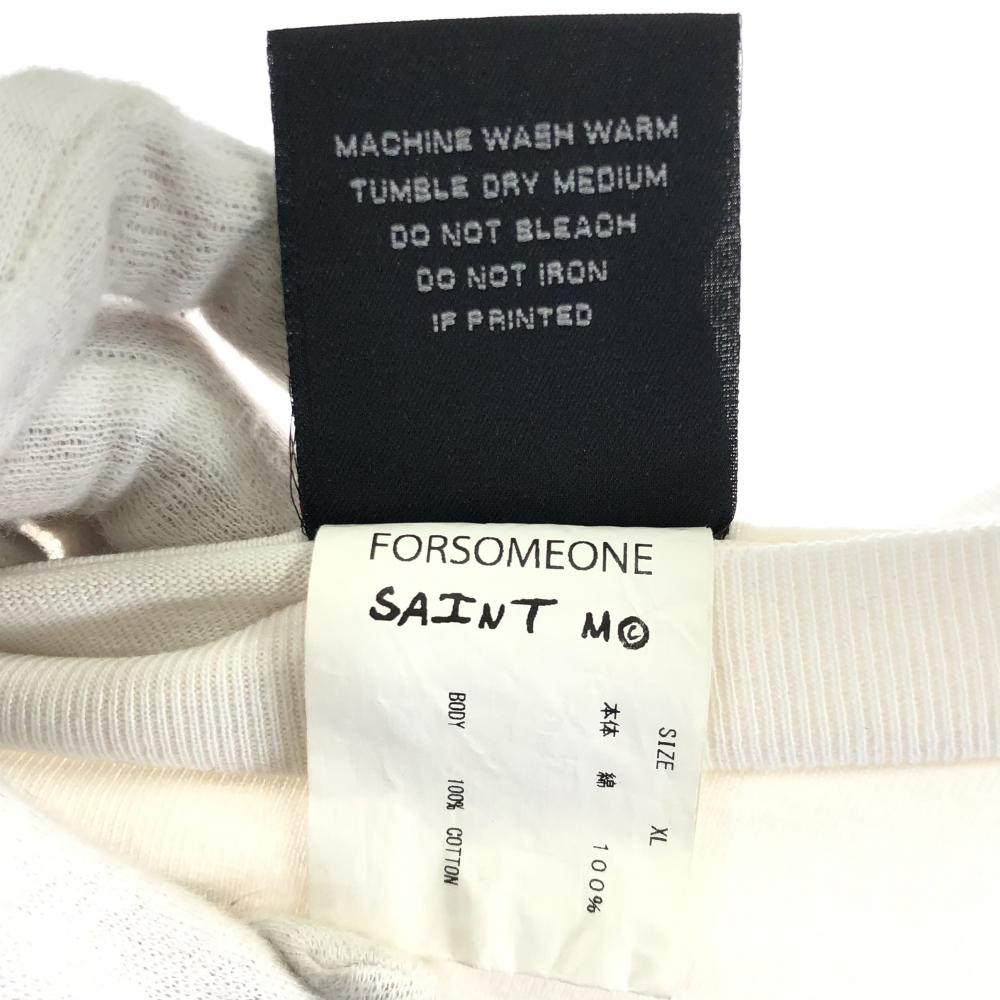 MACHINE WASH WARM
TUMBLE DRY MEDIUM
DO NOT BLEACH
DO NOT IRON
IF PRINTED
FORSOMEONE
SAINT M©
SIZE XL
本体 綿 100%
BODY 100% COTTON